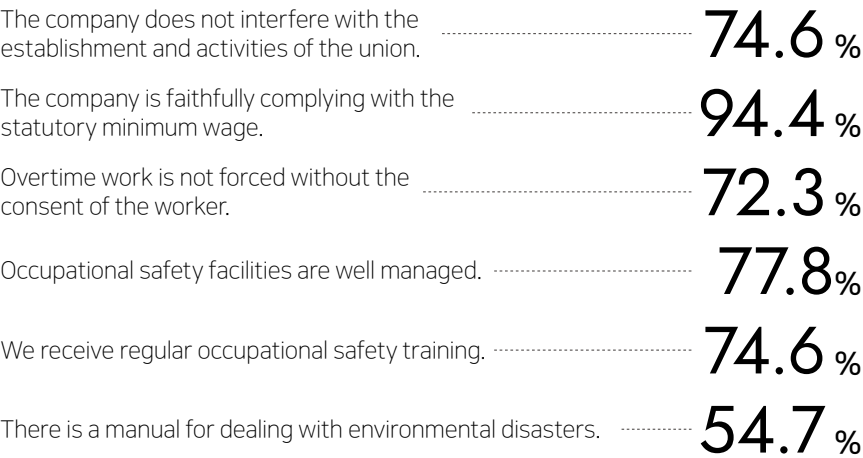 The company does not interfere with the
establishment and activities of the union.
74.6 %
The company is faithfully complying with the
statutory minimum wage.
94.4 %
Overtime work is not forced without the
consent of the worker.
72.3 %
Occupational safety facilities are well managed.
77.8%
We receive regular occupational safety training.
74.6 %
There is a manual for dealing with environmental disasters.
54.7 %